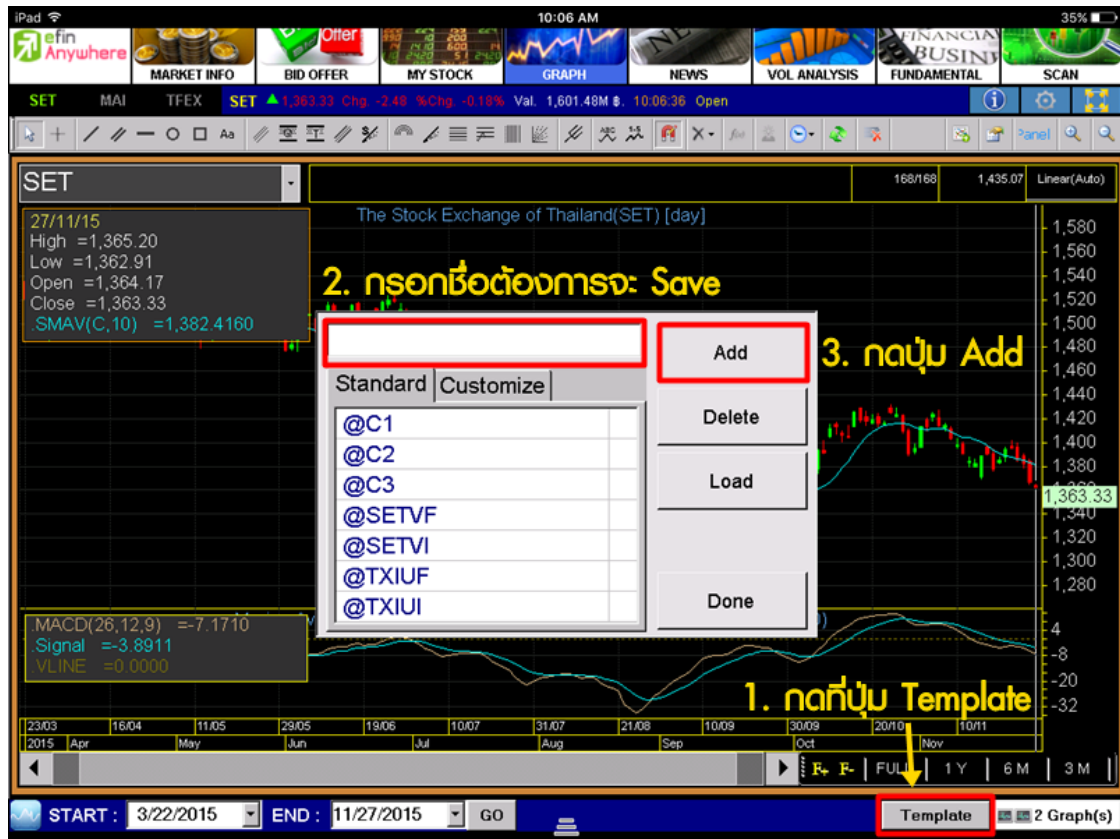 iPad
10:06 AM
35%
efin Anywhere
MARKET INFO
Offer
BID OFFER
MY STOCK
GRAPH
NEWS
VOL ANALYSIS
FUNDAMENTAL
SCAN
SET MAI TFEX SET 1,363.33 Chg. -2.48 %Chg. -0.18% Val. 1,601.48M ฿. 10:06:36 Open
Aa
Panel
SET
168/168 1,435.07 Linear(Auto)
The Stock Exchange of Thailand(SET) [day]
27/11/15
High =1,365.20
Low =1,362.91
Open =1,364.17
Close =1,363.33
.SMAV(C,10) =1,382.4160
2. กรอกชื่อต้องการจะ Save
Add
3. กดปุ่ม Add
Standard Customize
@C1
@C2
@C3
@SETVF
@SETVI
@TXIUF
@TXIUI
Delete
Load
Done
1,580
1,560
1,540
1,520
1,500
1,480
1,460
1,440
1,420
1,400
1,380
1,363.33
1,340
1,320
1,300
1,280
.MACD(26,12,9) =-7.1710
.Signal =-3.8911
.VLINE =0.0000
4
-8
-20
-32
1. กดที่ปุ่ม Template
23/03 16/04 11/05 29/05 19/06 10/07 31/07 21/08 10/09 30/09 20/10 10/11
2015 Apr May Jun Jul Aug Sep Oct Nov
F+ F- FULL 1 Y 6 M 3 M
START : 3/22/2015 END : 11/27/2015 GO
Template
2 Graph(s)